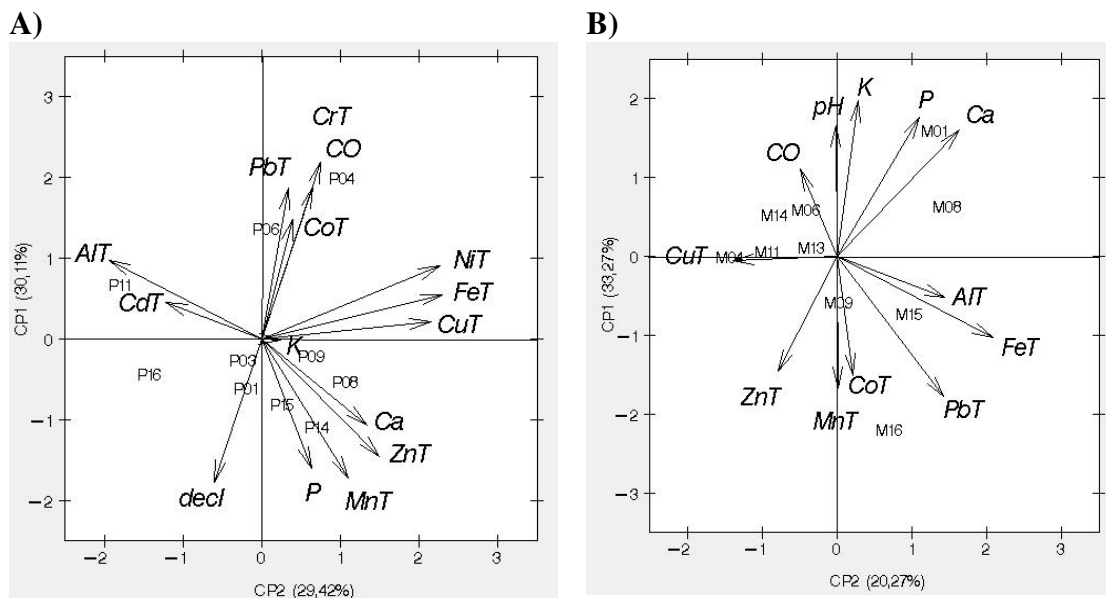 A)
3
2
1
0
−1
−2
CP1 (30,11%)
CrT
CO
PbT
P04
P06
CoT
AlT
NiT
P11
FeT
CdT
CuT
K
P03
P09
P16
P01
P08
P15
Ca
P14
ZnT
decl
P
MnT
−2
−1
0
1
2
3
CP2 (29,42%)
B)
2
1
0
−1
−2
−3
CP1 (33,27%)
K
pH
P
Ca
M01
CO
M06
M14
M08
M13
M11
CuT
M04
AlT
M09
M15
FeT
ZnT
CoT
PbT
MnT
M16
−2
−1
0
1
2
3
CP2 (20,27%)